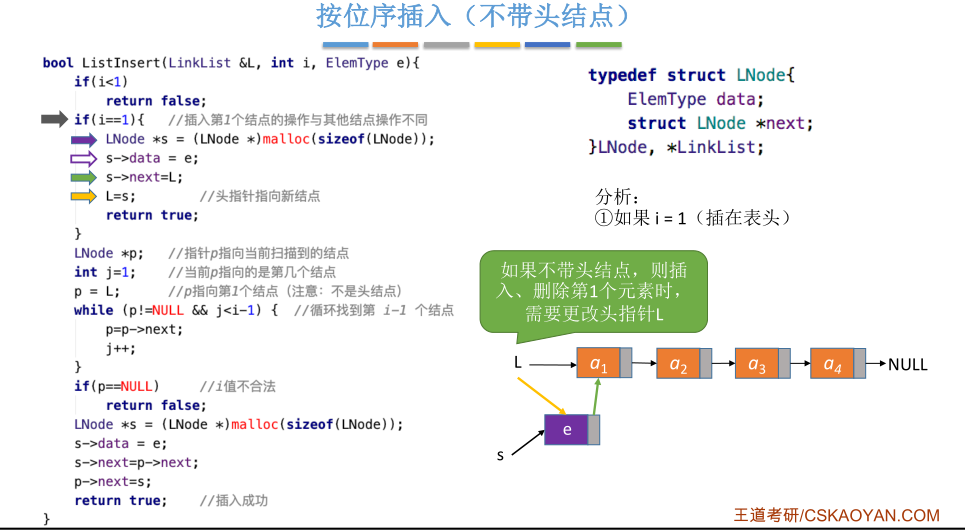 按位序插入（不带头结点）
bool ListInsert(LinkList &L, int i, ElemType e){
if(i<1)
return false;
if(i==1){ //插入第1个结点的操作与其他结点操作不同
LNode *s = (LNode *)malloc(sizeof(LNode));
s->data = e;
s->next=L;
L=s; //头指针指向新结点
return true;
}
LNode *p; //指针p指向当前扫描到的结点
int j=1; //当前p指向的是第几个结点
p = L; //p指向第1个结点（注意：不是头结点）
while (p!=NULL && j<i-1) { //循环找到第 i-1 个结点
p=p->next;
j++;
}
if(p==NULL) //i值不合法
return false;
LNode *s = (LNode *)malloc(sizeof(LNode));
s->data = e;
s->next=p->next;
p->next=s;
return true; //插入成功
}
typedef struct LNode{
ElemType data;
struct LNode *next;
}LNode, *LinkList;
分析：
①如果 i = 1（插在表头）
如果不带头结点，则插
入、删除第1个元素时，
需要更改头指针L
L a1 a2 a3 a4 NULL
e
s
王道考研/CSKAOYAN.COM